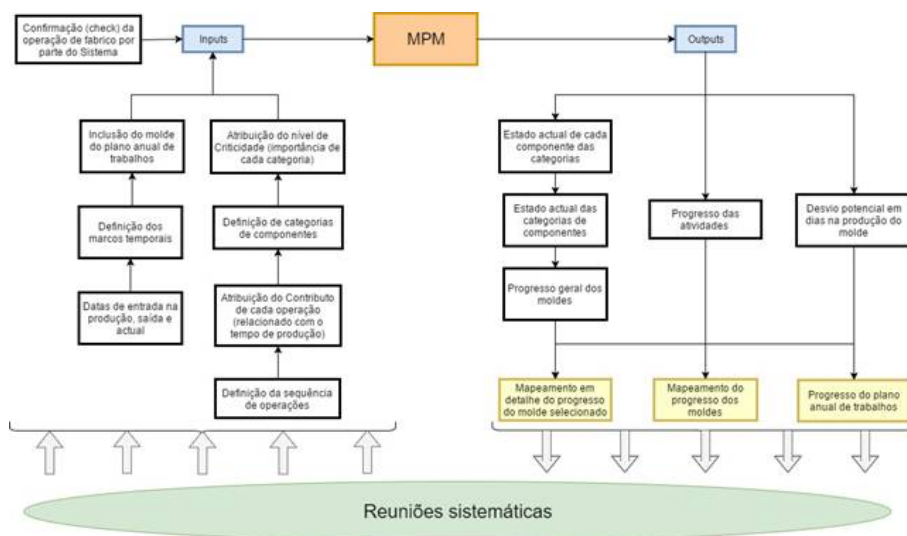 Confirmação (check) da
operação de fabrico por
parte do Sistema
Inputs
MPM
Outputs
Inclusão do molde
do plano anual de
trabalhos
Atribuição do nível de
Criticidade (importância
de cada categoria)
Definição dos
marcos temporais
Definição de categorias
de componentes
Datas de entrada na
produção, saída e
actual
Atribuição do Contributo
de cada operação
(relacionado com o
tempo de produção)
Definição da sequência
de operações
Estado actual de cada
componente das
categorias
Estado actual das
categorias de
componentes
Progresso das
atividades
Desvio potencial em
dias na produção do
molde
Progresso geral dos
moldes
Mapeamento em
detalhe do progresso
do molde selecionado
Mapeamento do
progresso dos
moldes
Progresso do plano
anual de trabalhos
Reuniões sistemáticas